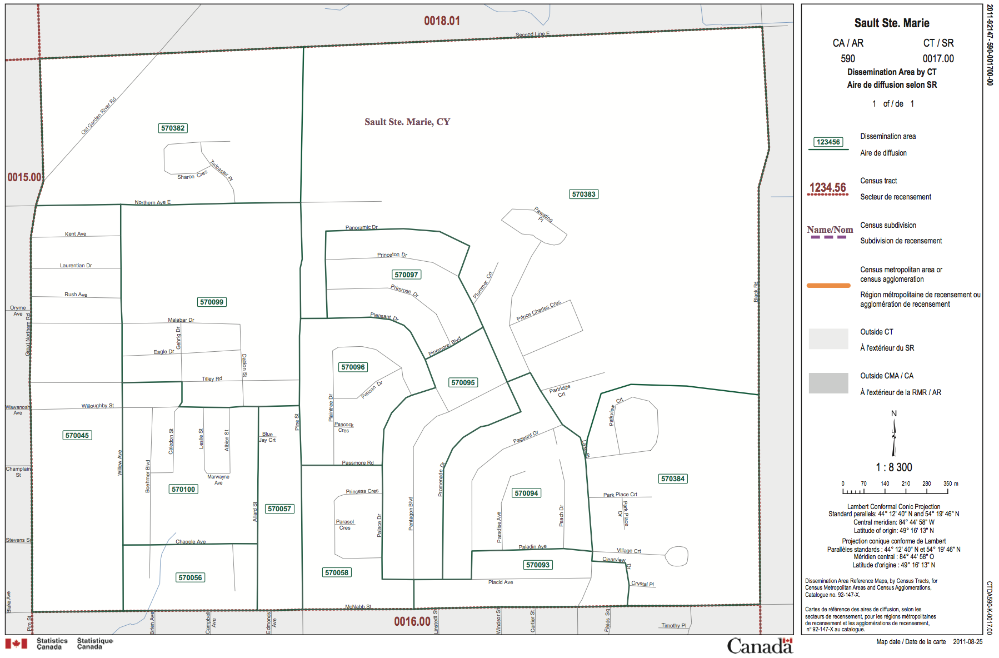 0018.01
Second Line E
Old Garden River Rd
570382
Sault Ste. Marie, CY
0015.00
Tadcaster Pl
Sharon Cres
570383
Northern Ave E
Pawating
Pl
Kent Ave
Panoramic Dr
Princeton Dr
Laurentian Dr
570097
Plummer Crt
Primrose Dr
Rush Ave
570099
Black Rd
Oryme
Ave
Prince Charles Cres
Great Northern Rd
Malabar Dr
Pleasant Dr
Gehrig Dr
Eagle Dr
Pinemore Blvd
Dablon St
570096
570095
Tilley Rd
Pelican Dr
Partridge
Crt
Plaintree Dr
Parkview Crt
Wawanosh
Ave
Willoughby St
Pine St
570045
Peacock
Cres
Blue
Jay Crt
Caledon St
Leslie St
Albion St
Pageant Dr
Lake St
Willow Ave
Boehmer Blvd
Passmore Rd
Promenade Dr
Champlain
St
Marwayne
Ave
570384
570100
Princess Cres
570094
Park Place Crt
Park Place
Dr
Allard St
570057
Parasol
Cres
Palace Dr
Pentagon Blvd
Paradise Ave
Peach Dr
Stevens S
Chapple Ave
Paladin Ave
Village Crt
Clearview
Dr
570056
570058
570093
Placid Ave
Crystal Pl
Blake Ave
McNabb St
Pim St
Brien Ave
Campbell
Ave
Edmonds
Ave
0016.00
Linstedt St
Windsor St
Cartier St
Fields Sq
Timothy Pl
Statistics
Canada
Statistique
Canada
Canada
Sault Ste. Marie
CA / AR CT / SR
590 0017.00
Dissemination Area by CT
Aire de diffusion selon SR
1 of / de 1
123456
Dissemination area
Aire de diffusion
1234.56
Census tract
Secteur de recensement
Name/Nom
Census subdivision
Subdivision de recensement
Census metropolitan area or
census agglomeration
Région métropolitaine de recensement ou
agglomération de recensement
Outside CT
À l'extérieur du SR
Outside CMA / CA
À l'extérieur de la RMR / AR
N
1 : 8 300
0 70 140 210 280 350 m
Lambert Conformal Conic Projection
Standard parallels: 44° 12' 40" N and 54° 19' 46" N
Central meridian: 84° 44' 58" W
Latitude of origin: 49° 16' 13" N
Projection conique conforme de Lambert
Parallèles standards : 44° 12' 40" N et 54° 19' 46" N
Méridien central : 84° 44' 58" O
Latitude d'origine : 49° 16' 13" N
Dissemination Area Reference Maps, by Census Tracts, for
Census Metropolitan Areas and Census Agglomerations,
Catalogue no. 92-147-X.
Cartes de référence des aires de diffusion, selon les
secteurs de recensement, pour les régions métropolitaines
de recensement et les agglomérations de recensement,
n° 92-147-X au catalogue.
Map date / Date de la carte 2011-08-25
2011-92147 - 590-001700-00
CTDA590-K-0017.00